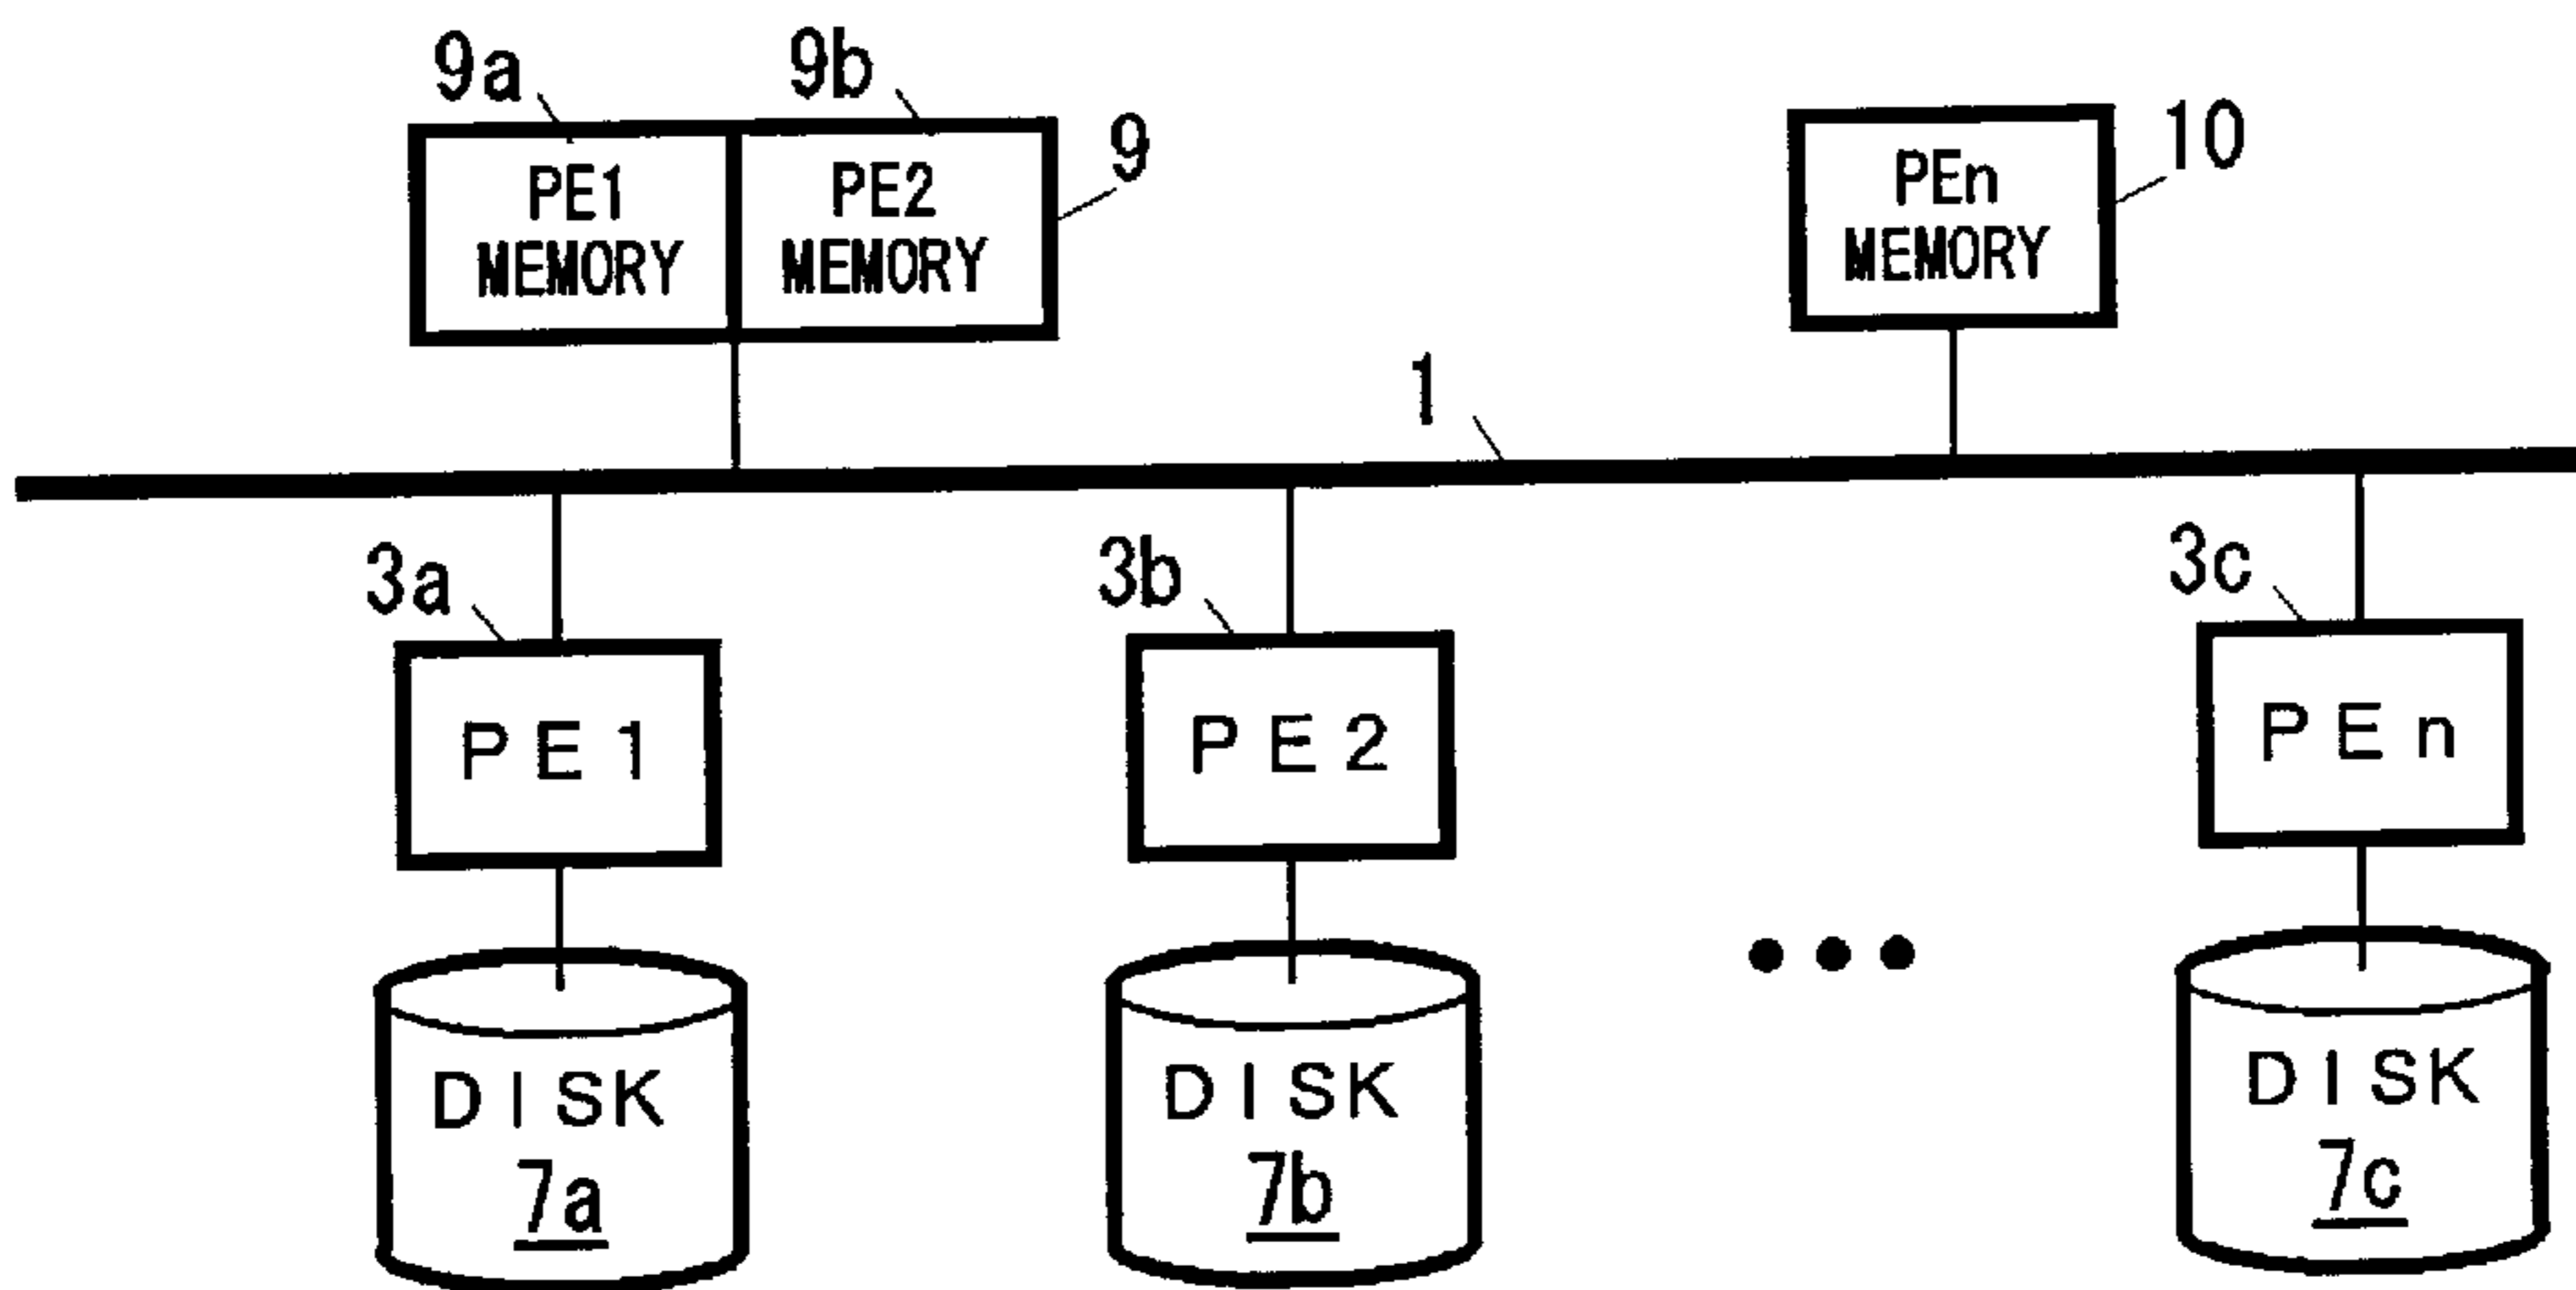 9a
9b
9
10
PE1
MEMORY
PE2
MEMORY
PEn
MEMORY
1
3a
3b
3c
PE1
PE2
PEn
DISK
7a
DISK
7b
DISK
7c